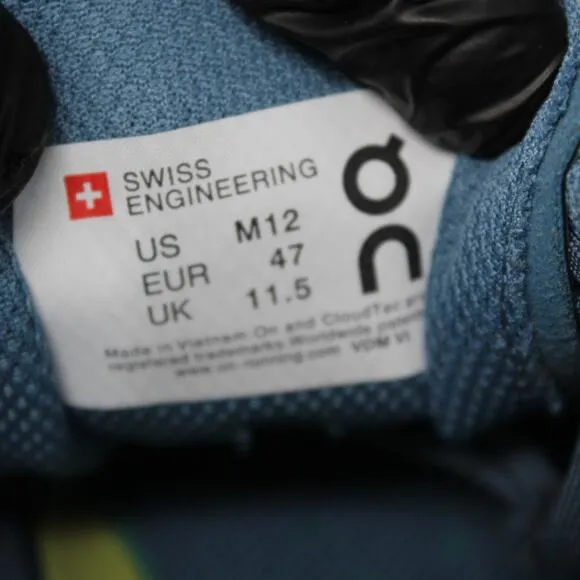 SWISS
ENGINEERING
On
US M12
EUR 47
UK 11.5
Made in Vietnam On and CloudTec are
registered trademarks Worldwide patents
www.on-running.com VDM VI